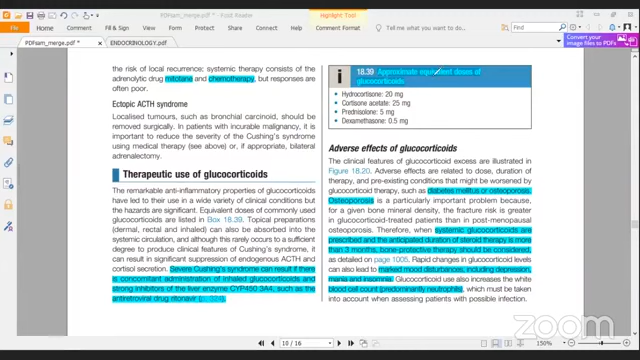 PDFsam_merge.pdf * - Foxit Reader
Highlight Tool
File
Home
Comment
Fill & Sign
Form
Protect
Share
Help
Comment Format
Tell me what you want to do...
Find
PDFsam_merge.pdf *
ENDOCRINOLOGY.pdf
Convert your
image files to PDFs
the risk of local recurrence; systemic therapy consists of the
adrenolytic drug mitotane and chemotherapy, but responses are
often poor.
Ectopic ACTH syndrome
Localised tumours, such as bronchial carcinoid, should be
removed surgically. In patients with incurable malignancy, it is
important to reduce the severity of the Cushing's syndrome
using medical therapy (see above) or, if appropriate, bilateral
adrenalectomy.
Therapeutic use of glucocorticoids
The remarkable anti-inflammatory properties of glucocorticoids
have led to their use in a wide variety of clinical conditions but
the hazards are significant. Equivalent doses of commonly used
glucocorticoids are listed in Box 18.39. Topical preparations
(dermal, rectal and inhaled) can also be absorbed into the
systemic circulation, and although this rarely occurs to a sufficient
degree to produce clinical features of Cushing's syndrome, it
can result in significant suppression of endogenous ACTH and
cortisol secretion. Severe Cushing's syndrome can result if there
is concomitant administration of inhaled glucocorticoids and
strong inhibitors of the liver enzyme CYP450 3A4, such as the
antiretroviral drug ritonavir (p. 324).
i
18.39 Approximate equivalent doses of
glucocorticoids
• Hydrocortisone: 20 mg
• Cortisone acetate: 25 mg
• Prednisolone: 5 mg
• Dexamethasone: 0.5 mg
Adverse effects of glucocorticoids
The clinical features of glucocorticoid excess are illustrated in
Figure 18.20. Adverse effects are related to dose, duration of
therapy, and pre-existing conditions that might be worsened by
glucocorticoid therapy, such as diabetes mellitus or osteoporosis.
Osteoporosis is a particularly important problem because,
for a given bone mineral density, the fracture risk is greater
in glucocorticoid-treated patients than in post-menopausal
osteoporosis. Therefore, when systemic glucocorticoids are
prescribed and the anticipated duration of steroid therapy is more
than 3 months, bone-protective therapy should be considered,
as detailed on page 1005. Rapid changes in glucocorticoid levels
can also lead to marked mood disturbances, including depression,
mania and insomnia. Glucocorticoid use also increases the white
blood cell count (predominantly neutrophils), which must be taken
into account when assessing patients with possible infection.
zoom
10 / 16
150%